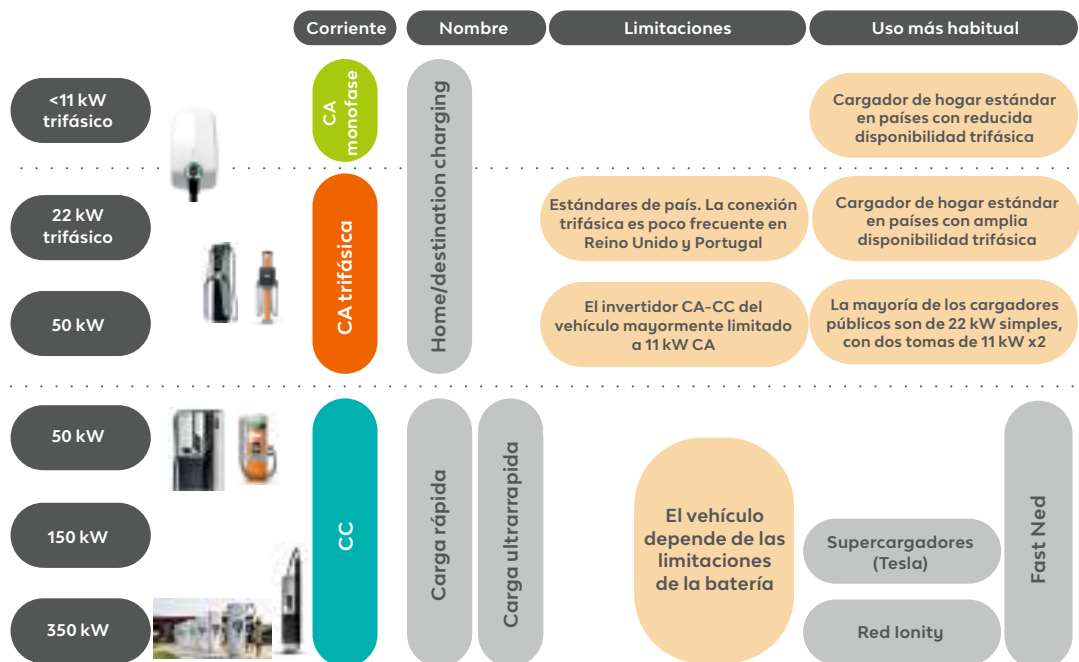 Corriente
Nombre
Limitaciones
Uso más habitual
<11 kW
trifásico
CA
monofase
Home/destination charging
Cargador de hogar estándar
en países con reducida
disponibilidad trifásica
22 kW
trifásico
CA trifásica
Estándares de país. La conexión
trifásica es poco frecuente en
Reino Unido y Portugal
Cargador de hogar estándar
en países con amplia
disponibilidad trifásica
50 kW
El invertidor CA-CC del
vehículo mayormente limitado
a 11 kW CA
La mayoría de los cargadores
públicos son de 22 kW simples,
con dos tomas de 11 kW x2
50 kW
CC
Carga rápida
Carga ultrarrapida
El vehículo
depende de las
limitaciones
de la batería
Fast Ned
150 kW
Supercargadores
(Tesla)
350 kW
Red Ionity